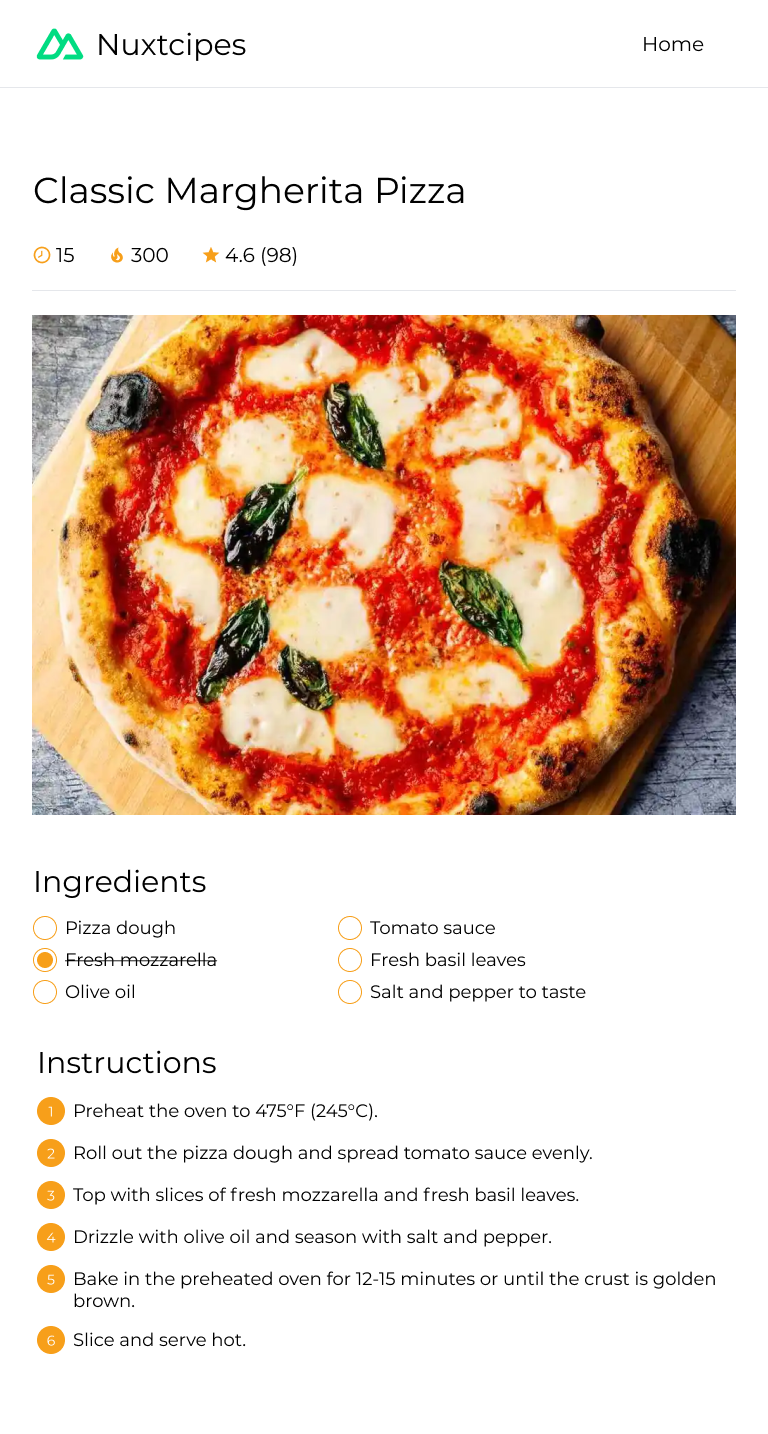 Nuxtcipes
Home
Classic Margherita Pizza
15 300 4.6 (98)
Ingredients
Pizza dough
Tomato sauce
Fresh mozzarella
Fresh basil leaves
Olive oil
Salt and pepper to taste
Instructions
1 Preheat the oven to 475°F (245°C).
2 Roll out the pizza dough and spread tomato sauce evenly.
3 Top with slices of fresh mozzarella and fresh basil leaves.
4 Drizzle with olive oil and season with salt and pepper.
5 Bake in the preheated oven for 12-15 minutes or until the crust is golden
brown.
6 Slice and serve hot.